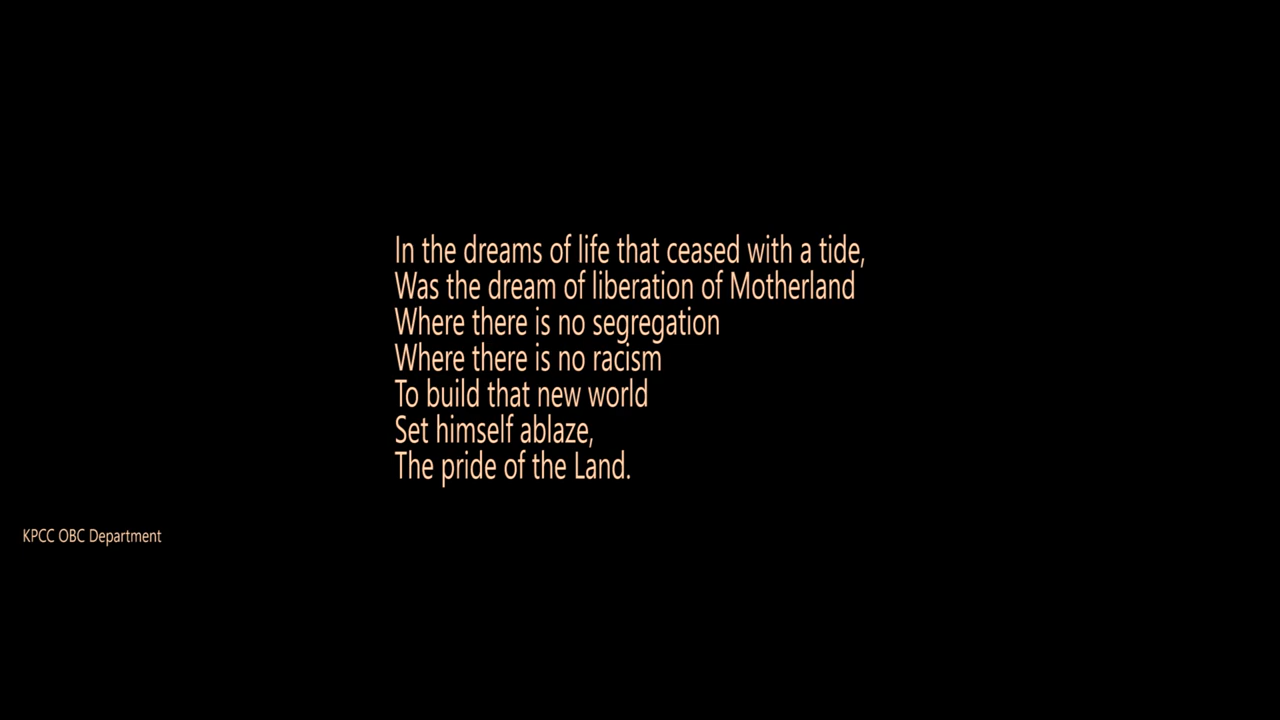 In the dreams of life that ceased with a tide,
Was the dream of liberation of Motherland
Where there is no segregation
Where there is no racism
To build that new world
Set himself ablaze,
The pride of the Land.
KPCC OBC Department